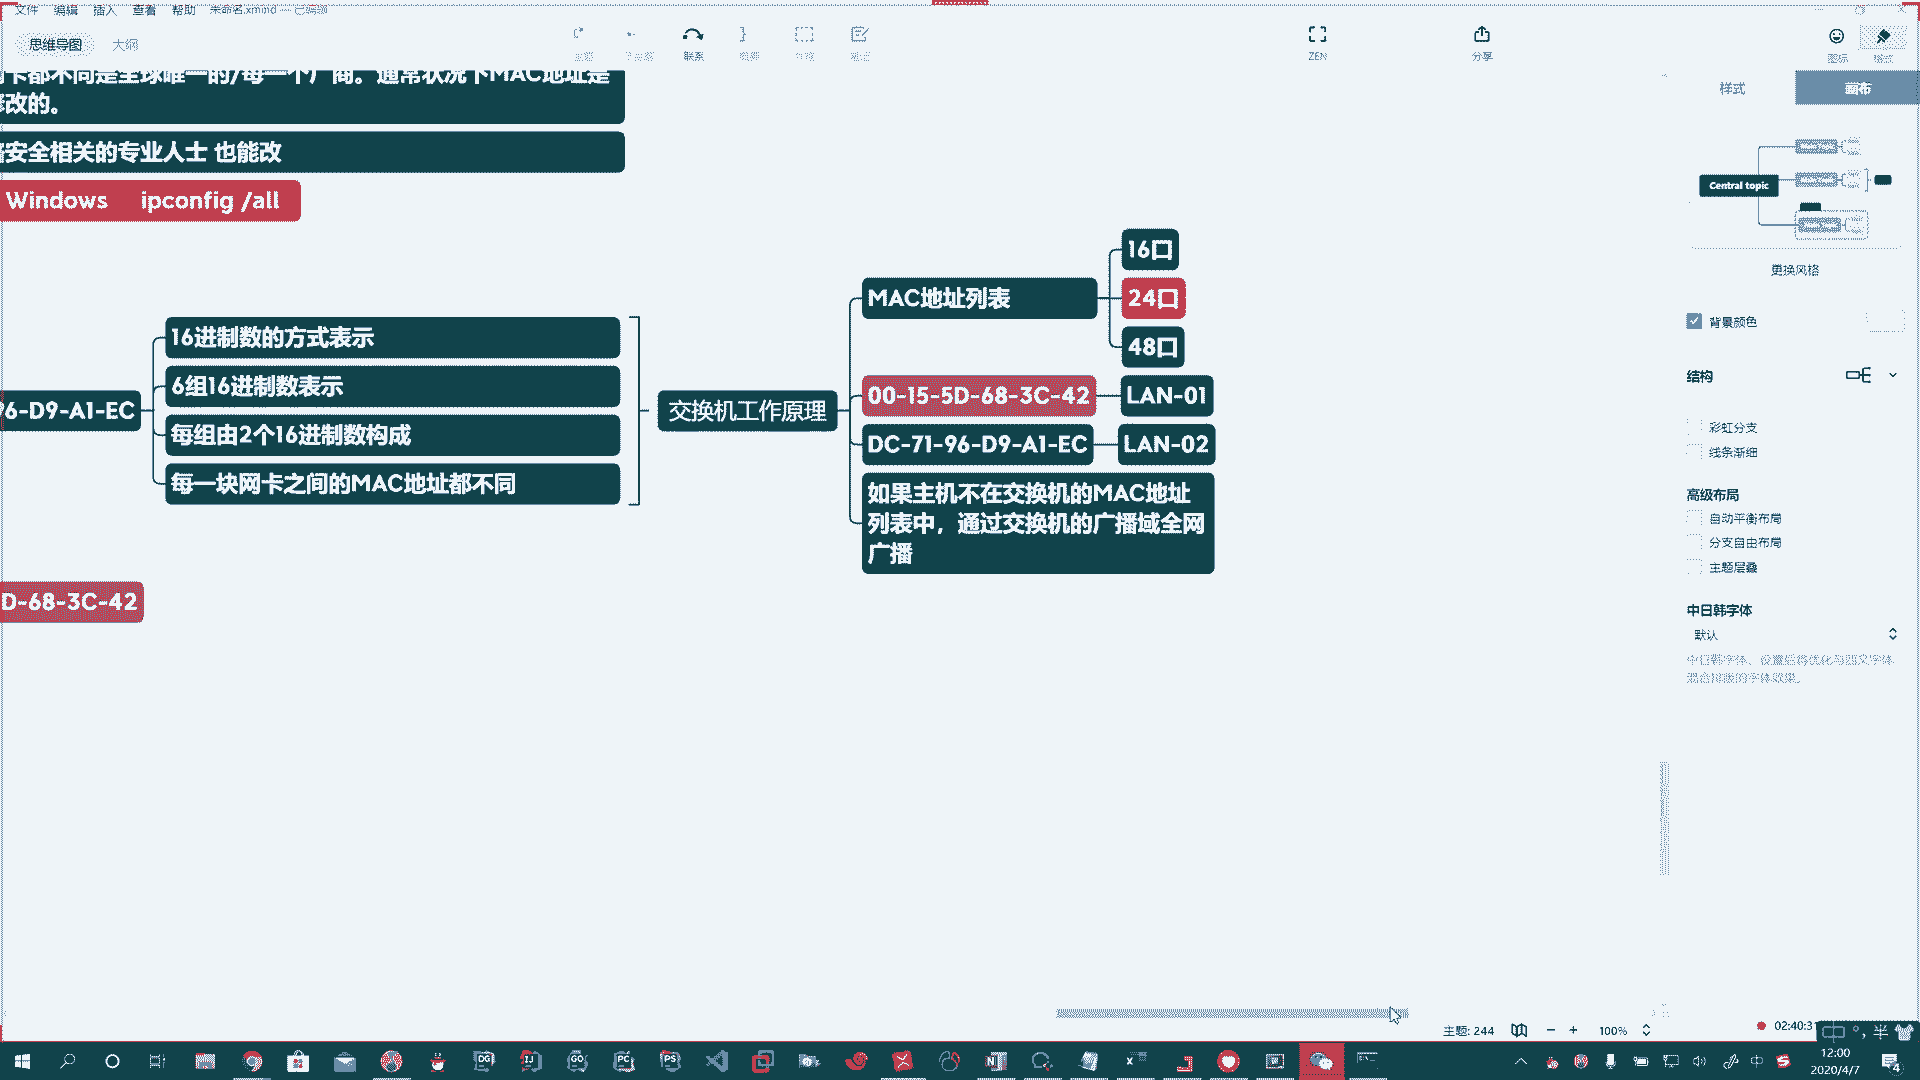 文件 编辑 插入 查看 帮助 未命名.xmind — 已编辑
思维导图 大纲
联系
ZEN
分享
样式
画布
卡都不同是全球唯一的/每一个厂商。通常状况下MAC地址是
修改的。
安全相关的专业人士 也能改
Windows ipconfig /all
96-D9-A1-EC
16进制数的方式表示
6组16进制数表示
每组由2个16进制数构成
每一块网卡之间的MAC地址都不同
交换机工作原理
MAC地址列表
16口
24口
48口
00-15-5D-68-3C-42
LAN-01
DC-71-96-D9-A1-EC
LAN-02
如果主机不在交换机的MAC地址
列表中，通过交换机的广播域全网
广播
D-68-3C-42
Central topic
更换风格
背景颜色
结构
彩虹分支
线条渐细
高级布局
自动平衡布局
分支自由布局
主题层叠
中日韩字体
默认
主题: 244
100%
02:40:31
中 °, 半
DG IJ GO PC PS
中
12:00
2020/4/7
4